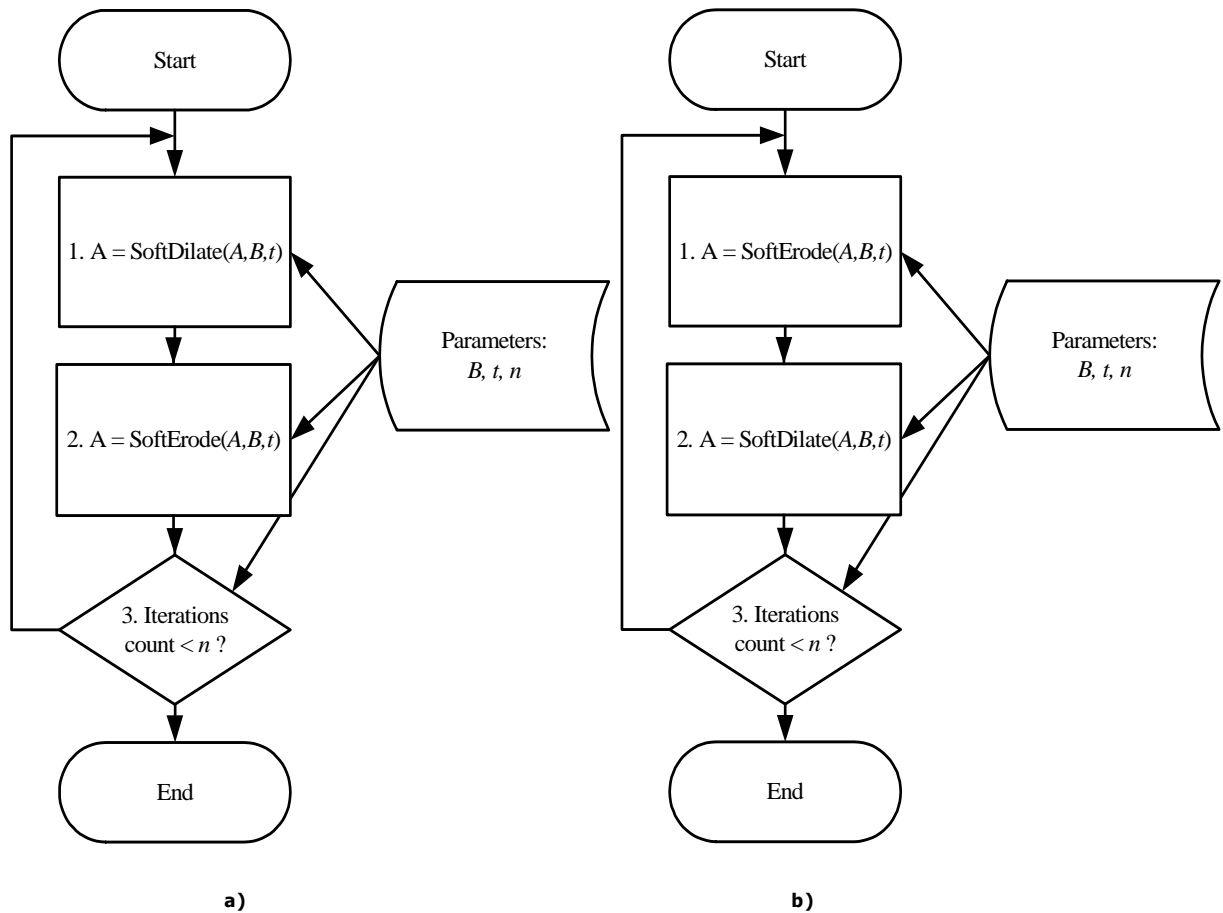 Start
1. A = SoftDilate(A,B,t)
2. A = SoftErode(A,B,t)
Parameters:
B, t, n
3. Iterations
count < n ?
End
a)
Start
1. A = SoftErode(A,B,t)
2. A = SoftDilate(A,B,t)
Parameters:
B, t, n
3. Iterations
count < n ?
End
b)